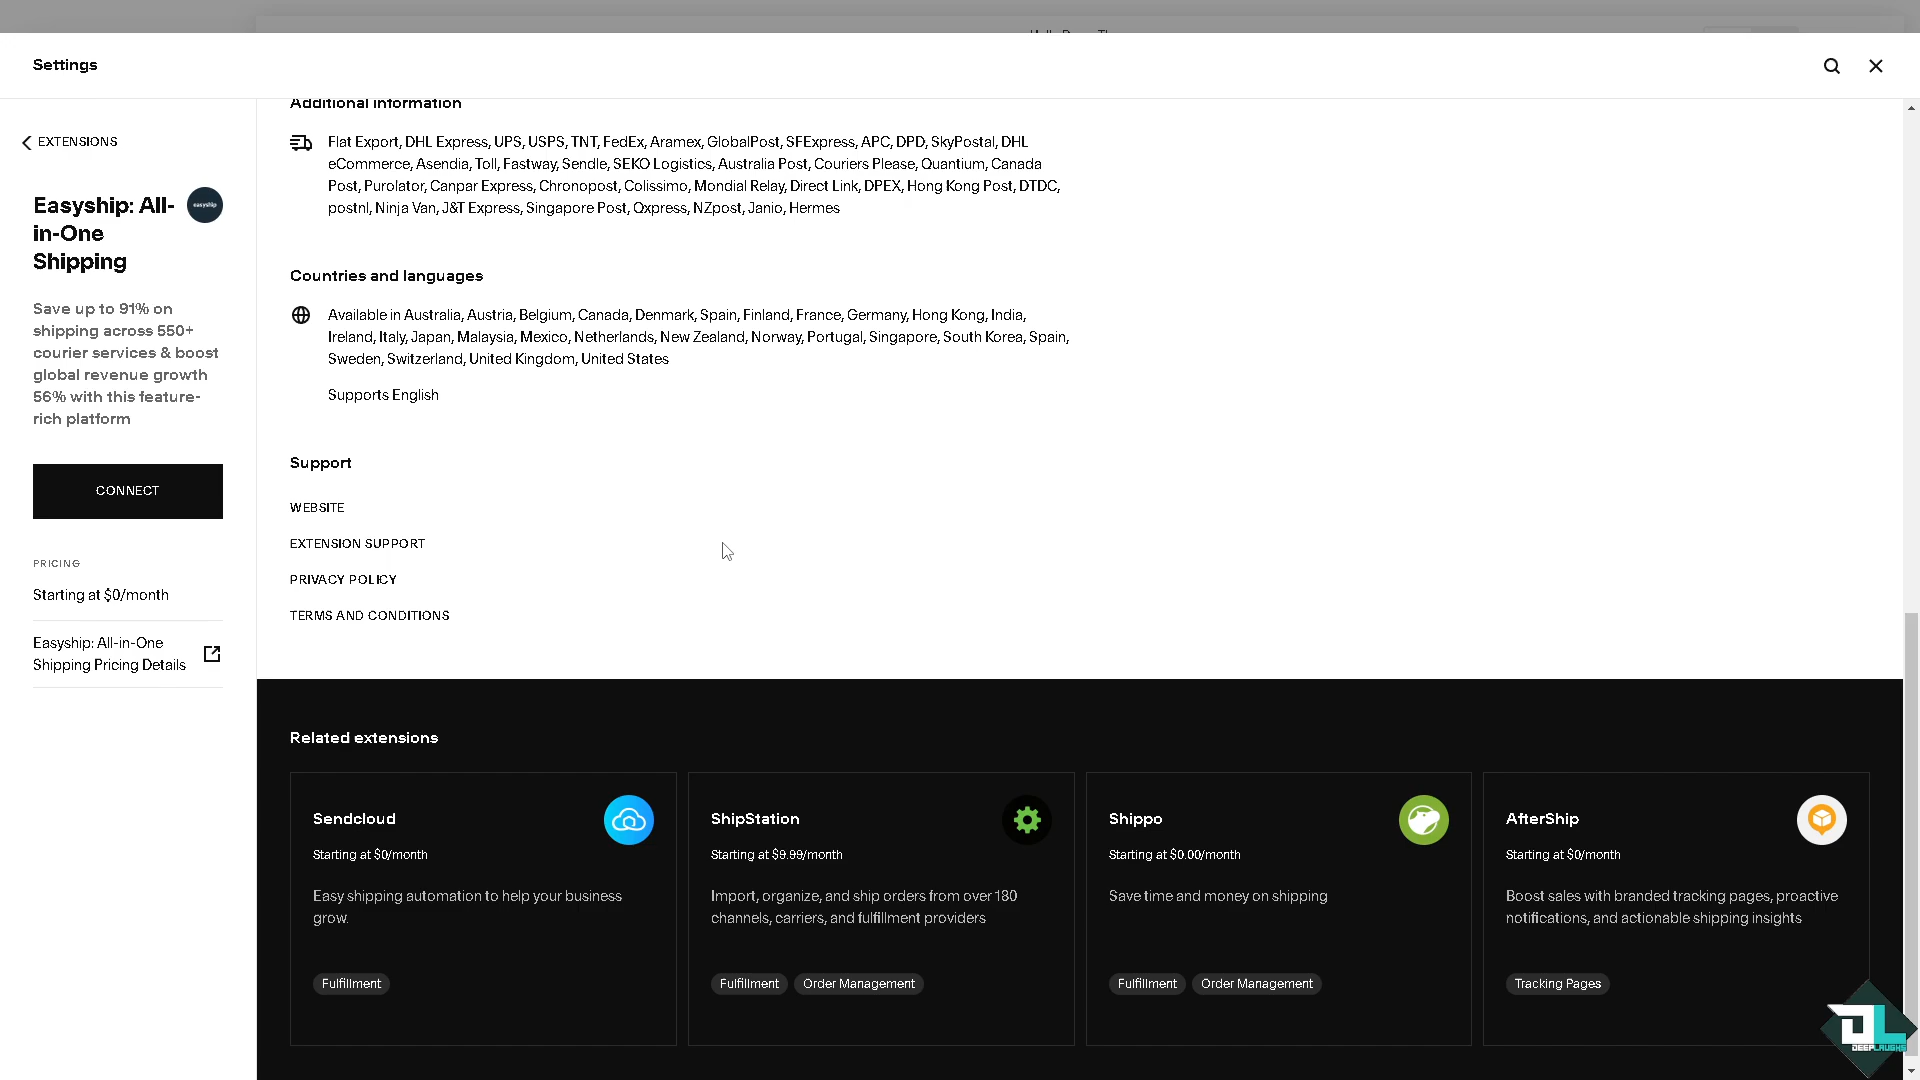 Settings
EXTENSIONS
Easyship: All-
in-One
Shipping
easyship
Save up to 91% on
shipping across 550+
courier services & boost
global revenue growth
56% with this feature-
rich platform
CONNECT
PRICING
Starting at $0/month
Easyship: All-in-One
Shipping Pricing Details
Additional information
Flat Export, DHL Express, UPS, USPS, TNT, FedEx, Aramex, GlobalPost, SFExpress, APC, DPD, SkyPostal, DHL
eCommerce, Asendia, Toll, Fastway, Sendle, SEKO Logistics, Australia Post, Couriers Please, Quantium, Canada
Post, Purolator, Canpar Express, Chronopost, Colissimo, Mondial Relay, Direct Link, DPEX, Hong Kong Post, DTDC,
postnl, Ninja Van, J&T Express, Singapore Post, Qxpress, NZpost, Janio, Hermes
Countries and languages
Available in Australia, Austria, Belgium, Canada, Denmark, Spain, Finland, France, Germany, Hong Kong, India,
Ireland, Italy, Japan, Malaysia, Mexico, Netherlands, New Zealand, Norway, Portugal, Singapore, South Korea, Spain,
Sweden, Switzerland, United Kingdom, United States
Supports English
Support
WEBSITE
EXTENSION SUPPORT
PRIVACY POLICY
TERMS AND CONDITIONS
Related extensions
Sendcloud
Starting at $0/month
Easy shipping automation to help your business
grow.
Fulfillment
ShipStation
Starting at $9.99/month
Import, organize, and ship orders from over 180
channels, carriers, and fulfillment providers
Fulfillment
Order Management
Shippo
Starting at $0.00/month
Save time and money on shipping
Fulfillment
Order Management
AfterShip
Starting at $0/month
Boost sales with branded tracking pages, proactive
notifications, and actionable shipping insights
Tracking Pages
DL
DEEPLAUGHS